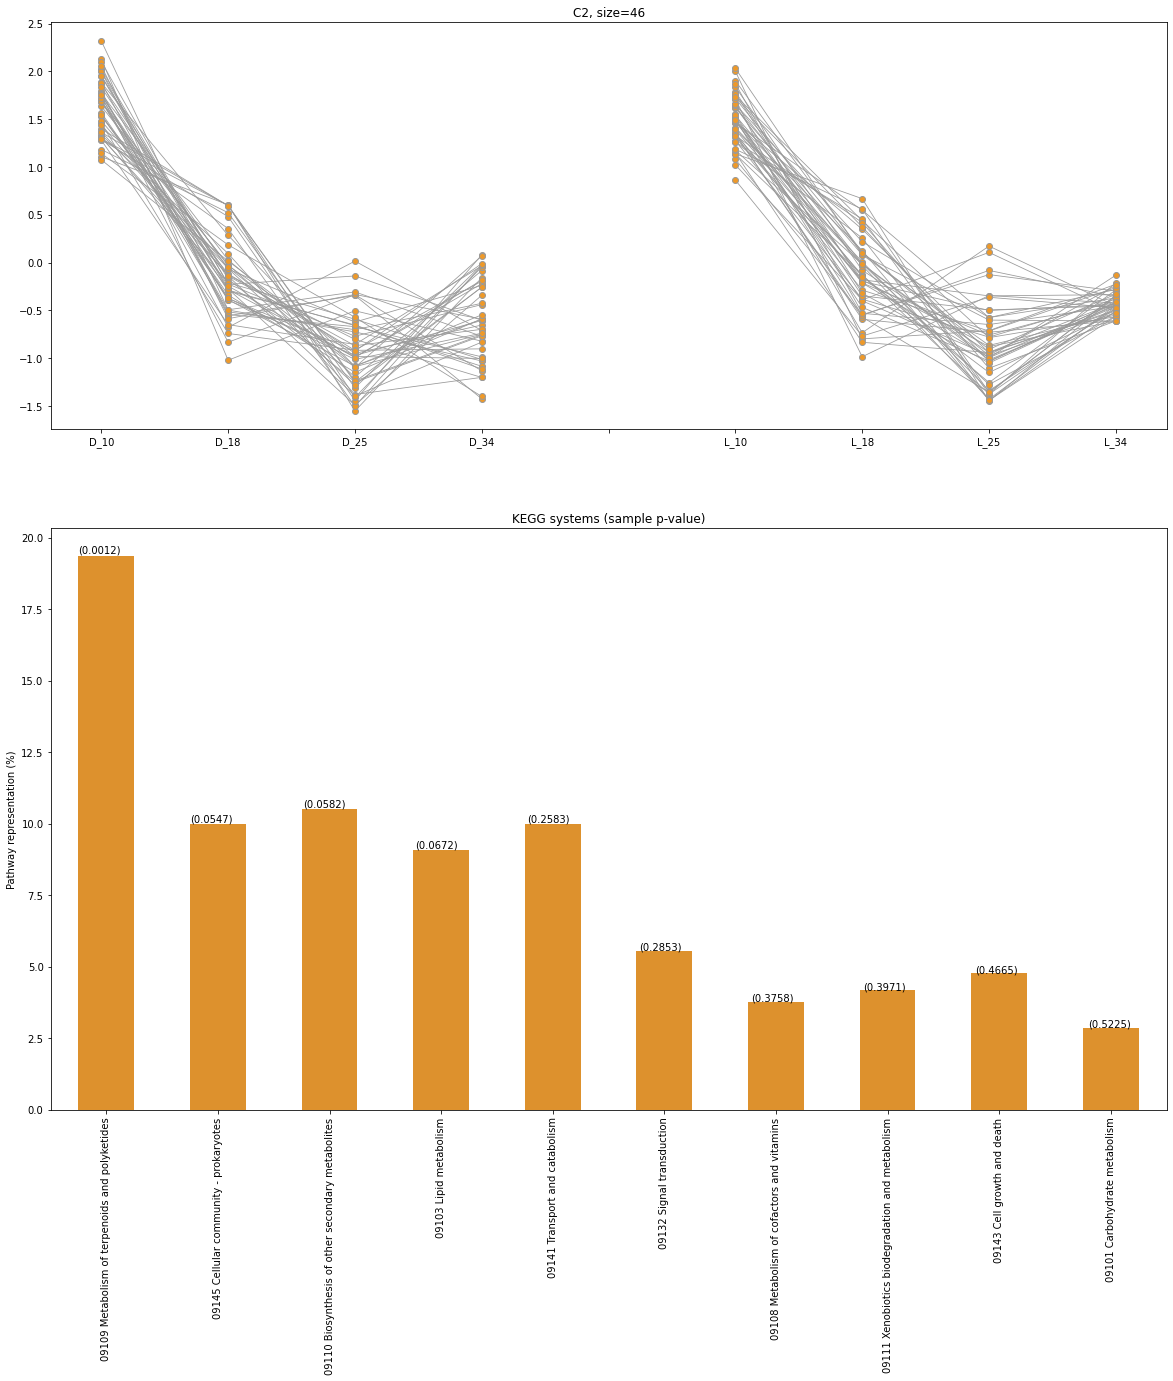 C2, size=46
2.5
2.0
1.5
1.0
0.5
0.0
−0.5
−1.0
−1.5
D_10 D_18 D_25 D_34 L_10 L_18 L_25 L_34
KEGG systems (sample p-value)
Pathway representation (%)
20.0
17.5
15.0
12.5
10.0
7.5
5.0
2.5
0.0
(0.0012)
(0.0547)
(0.0582)
(0.0672)
(0.2583)
(0.2853)
(0.3758)
(0.3971)
(0.4665)
(0.5225)
09109 Metabolism of terpenoids and polyketides
09145 Cellular community - prokaryotes
09110 Biosynthesis of other secondary metabolites
09103 Lipid metabolism
09141 Transport and catabolism
09132 Signal transduction
09108 Metabolism of cofactors and vitamins
09111 Xenobiotics biodegradation and metabolism
09143 Cell growth and death
09101 Carbohydrate metabolism